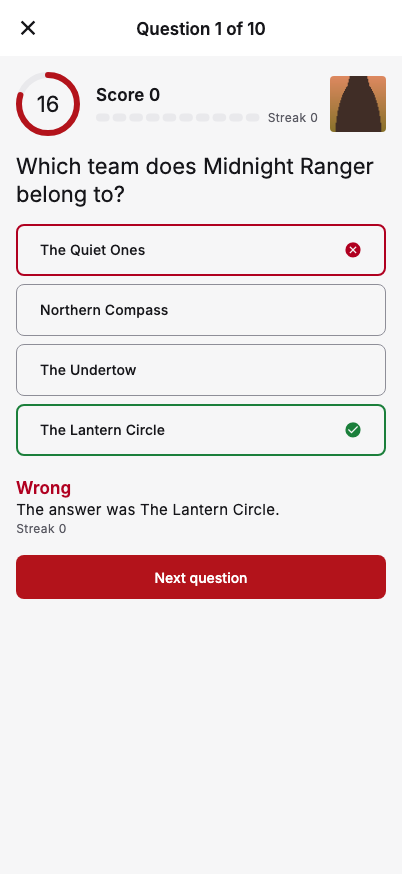 Question 1 of 10
16
Score 0
Streak 0
Which team does Midnight Ranger
belong to?
The Quiet Ones
Northern Compass
The Undertow
The Lantern Circle
Wrong
The answer was The Lantern Circle.
Streak 0
Next question